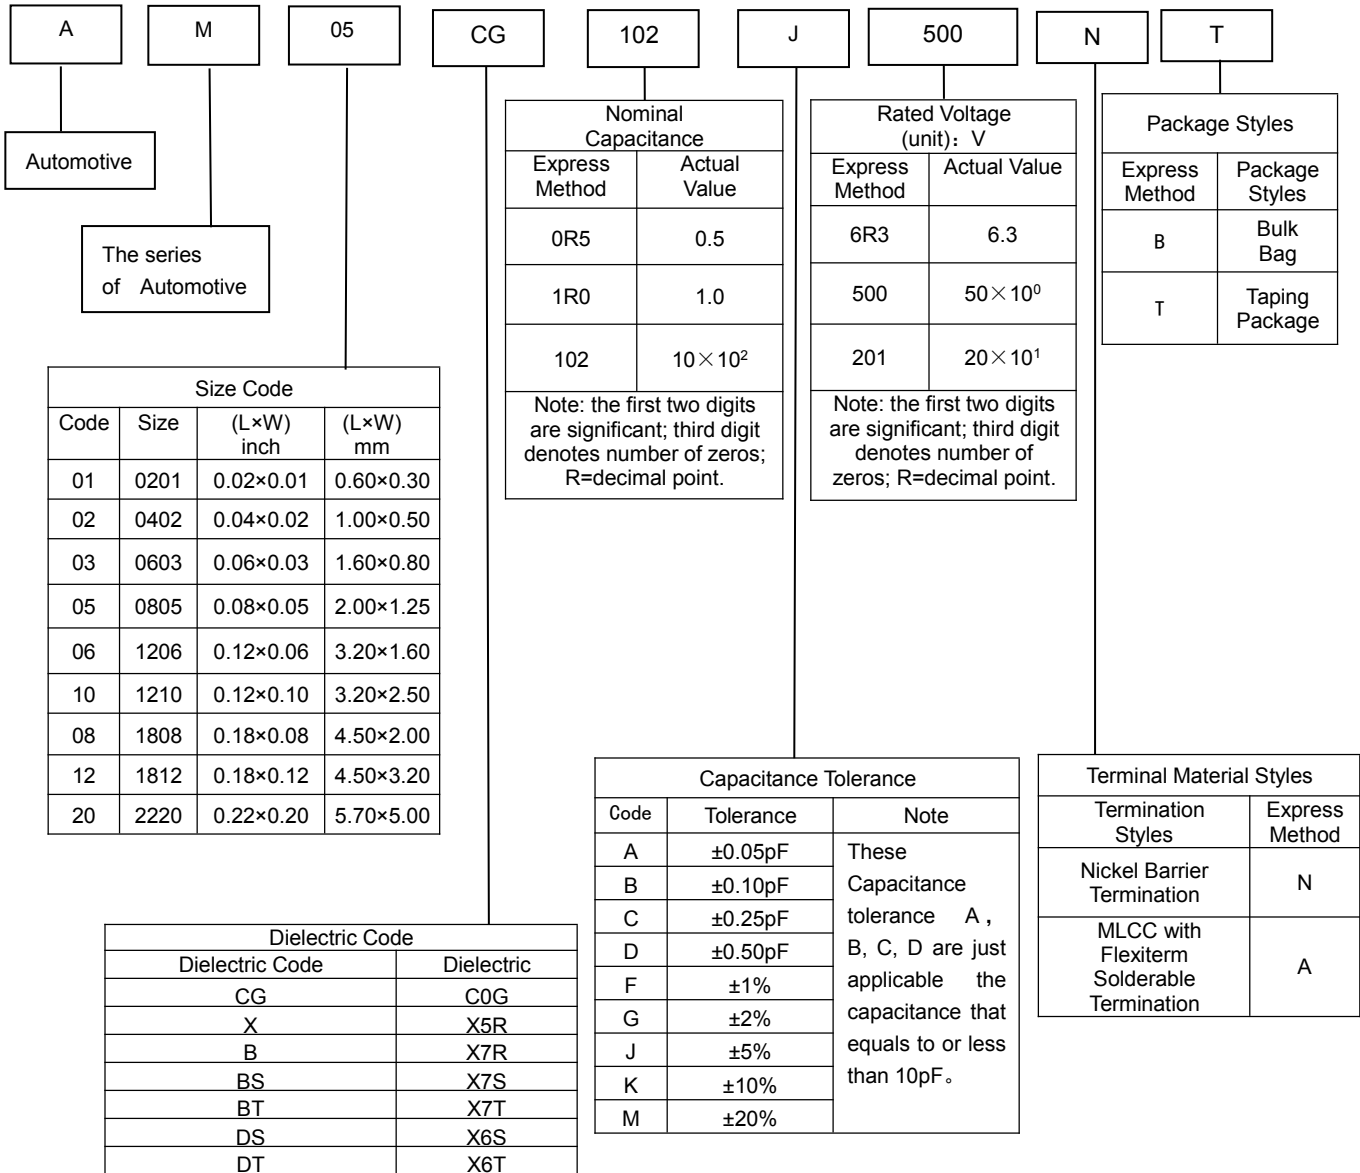 A M 05 CG 102 J 500 N T
Automotive
The series
of Automotive
Size Code
Code Size (L×W) inch (L×W) mm
01 0201 0.02×0.01 0.60×0.30
02 0402 0.04×0.02 1.00×0.50
03 0603 0.06×0.03 1.60×0.80
05 0805 0.08×0.05 2.00×1.25
06 1206 0.12×0.06 3.20×1.60
10 1210 0.12×0.10 3.20×2.50
08 1808 0.18×0.08 4.50×2.00
12 1812 0.18×0.12 4.50×3.20
20 2220 0.22×0.20 5.70×5.00
Dielectric Code
Dielectric Code Dielectric
CG C0G
X X5R
B X7R
BS X7S
BT X7T
DS X6S
DT X6T
Nominal
Capacitance
Express Method Actual Value
0R5 0.5
1R0 1.0
102 10×10²
Note: the first two digits
are significant; third digit
denotes number of zeros;
R=decimal point.
Capacitance Tolerance
Code Tolerance Note
A ±0.05pF
B ±0.10pF
C ±0.25pF
D ±0.50pF
F ±1%
G ±2%
J ±5%
K ±10%
M ±20%
These
Capacitance
tolerance A ,
B, C, D are just
applicable the
capacitance that
equals to or less
than 10pF。
Rated Voltage
(unit)：V
Express Method Actual Value
6R3 6.3
500 50×10⁰
201 20×10¹
Note: the first two digits
are significant; third digit
denotes number of
zeros; R=decimal point.
Terminal Material Styles
Termination Styles Express Method
Nickel Barrier
Termination N
MLCC with
Flexiterm
Solderable
Termination A
Package Styles
Express Method Package Styles
B Bulk Bag
T Taping Package